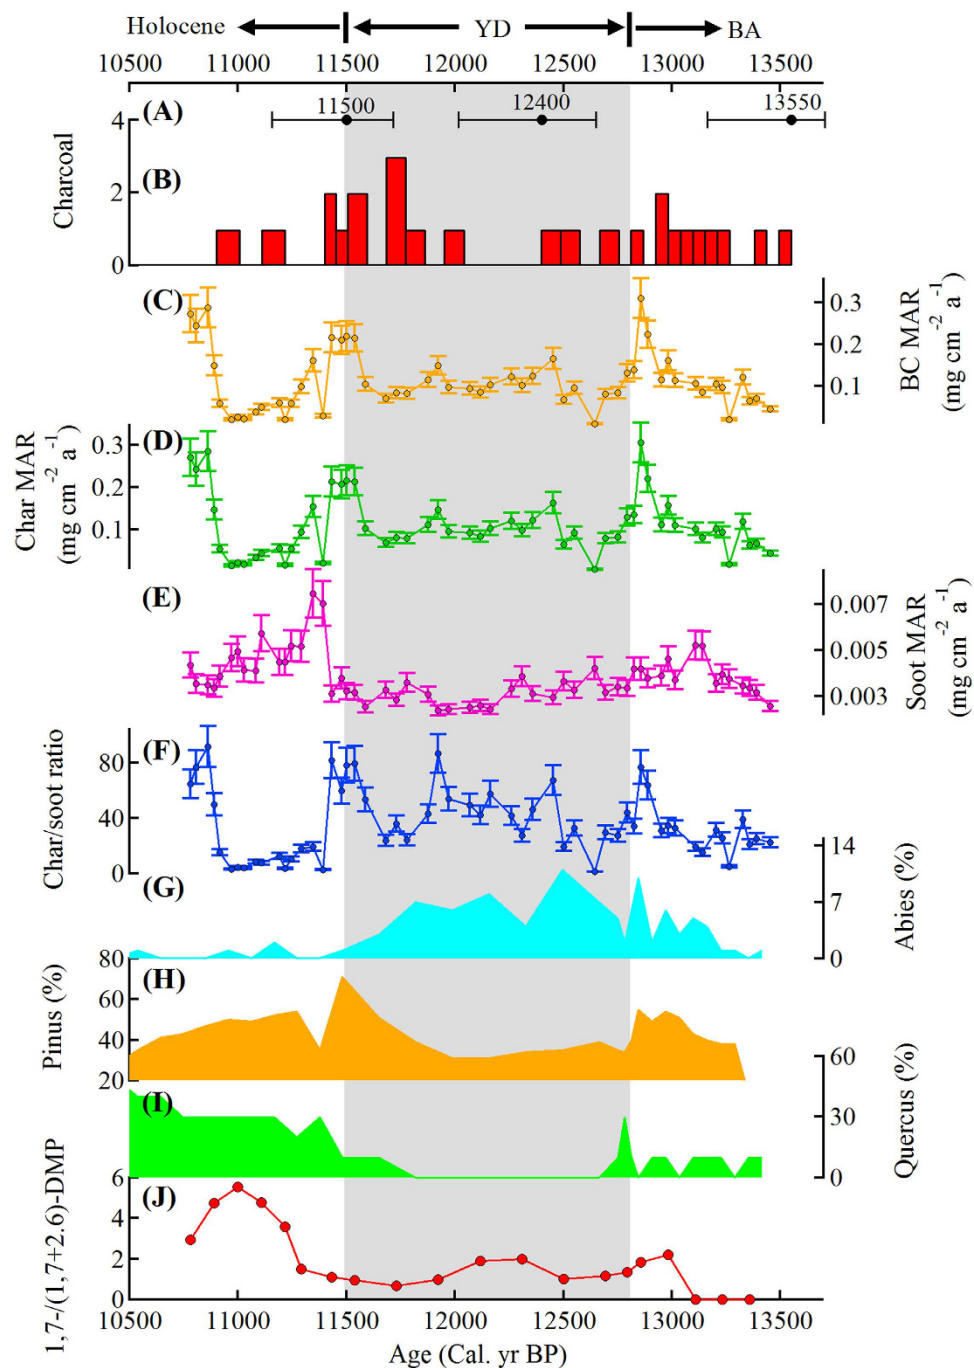 Holocene YD BA
10500 11000 11500 12000 12500 13000 13500
(A) 11500 12400 13550
Charcoal
4
2
0
(B)
(C)
BC MAR
(mg cm⁻² a⁻¹)
0.3
0.2
0.1
(D)
Char MAR
(mg cm⁻² a⁻¹)
0.3
0.2
0.1
(E)
Soot MAR
(mg cm⁻² a⁻¹)
0.007
0.005
0.003
(F)
Char/soot ratio
80
40
0
(G)
Abies (%)
14
7
0
(H)
Pinus (%)
80
60
40
20
(I)
Quercus (%)
60
30
0
(J)
1,7-/(1,7+2.6)-DMP
6
4
2
0
10500 11000 11500 12000 12500 13000 13500
Age (Cal. yr BP)